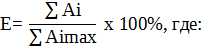 E= ∑ Ai / ∑ Aimax x 100%, где: